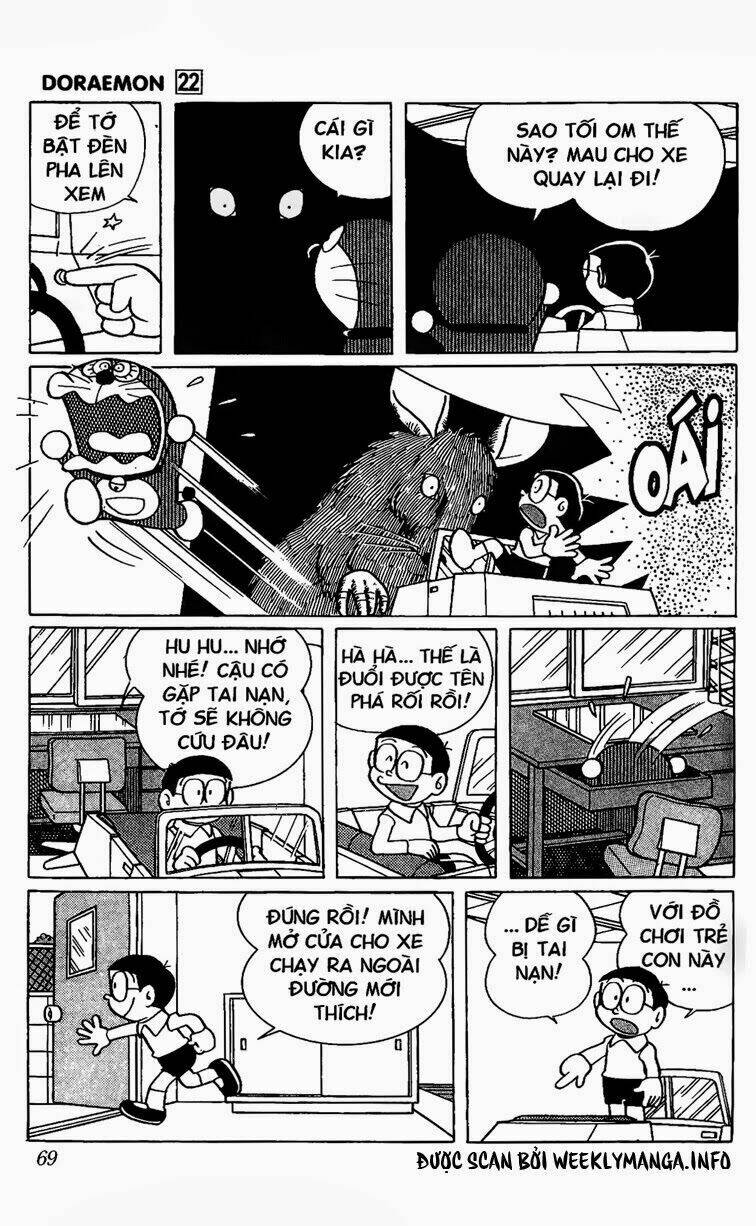 DORAEMON 22
SAO TỐI OM THẾ
NÀY? MAU CHO XE
QUAY LẠI ĐI!
CÁI GÌ
KIA?
ĐỂ TỚ
BẬT ĐÈN
PHA LÊN
XEM
OÁI
HU HU... NHỚ
NHÉ! CẬU CÓ
GẶP TAI NẠN,
TỚ SẼ KHÔNG
CỨU ĐÂU!
HÀ HÀ... THẾ LÀ
ĐUỔI ĐƯỢC TÊN
PHÁ RỐI RỒI!
VỚI ĐỒ
CHƠI TRẺ
CON NÀY
...
... DỄ GÌ
BỊ TAI
NẠN!
ĐÚNG RỒI! MÌNH
MỞ CỬA CHO XE
CHẠY RA NGOÀI
ĐƯỜNG MỚI
THÍCH!
69
ĐƯỢC SCAN BỞI WEEKLYMANGA.INFO